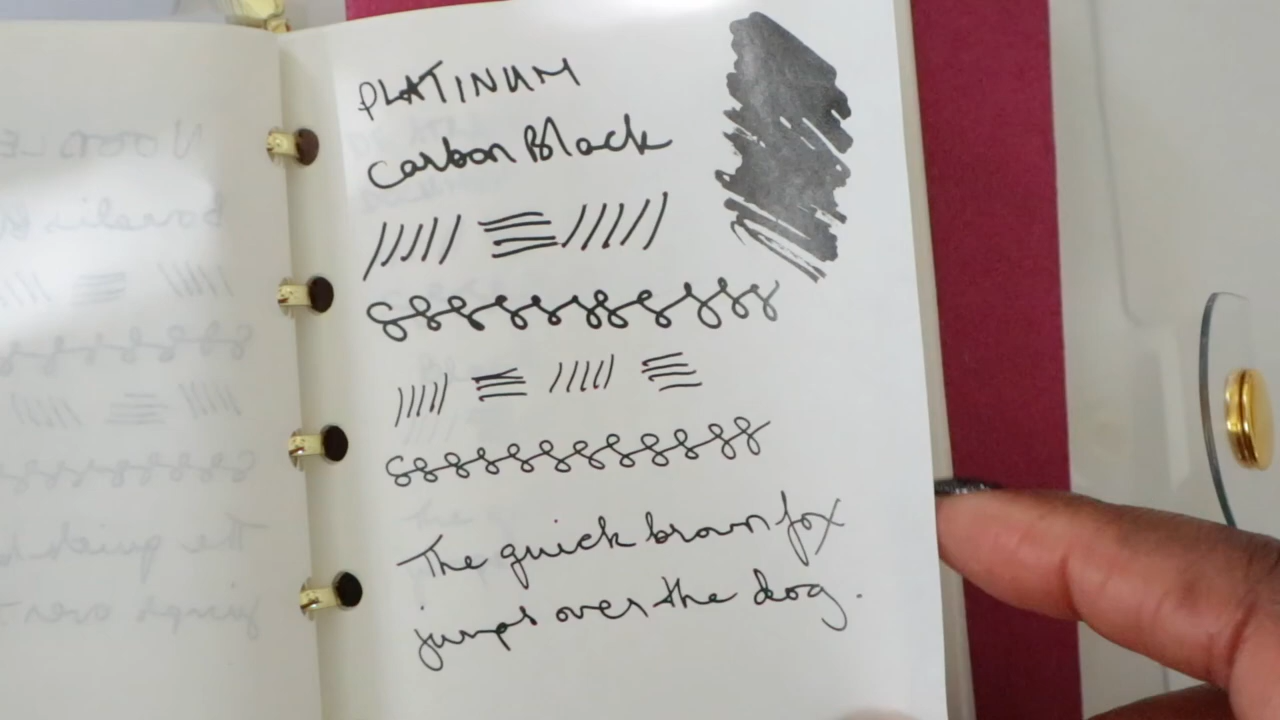 PLATINUM
Carbon Black
The quick brown fox
jumps over the dog.